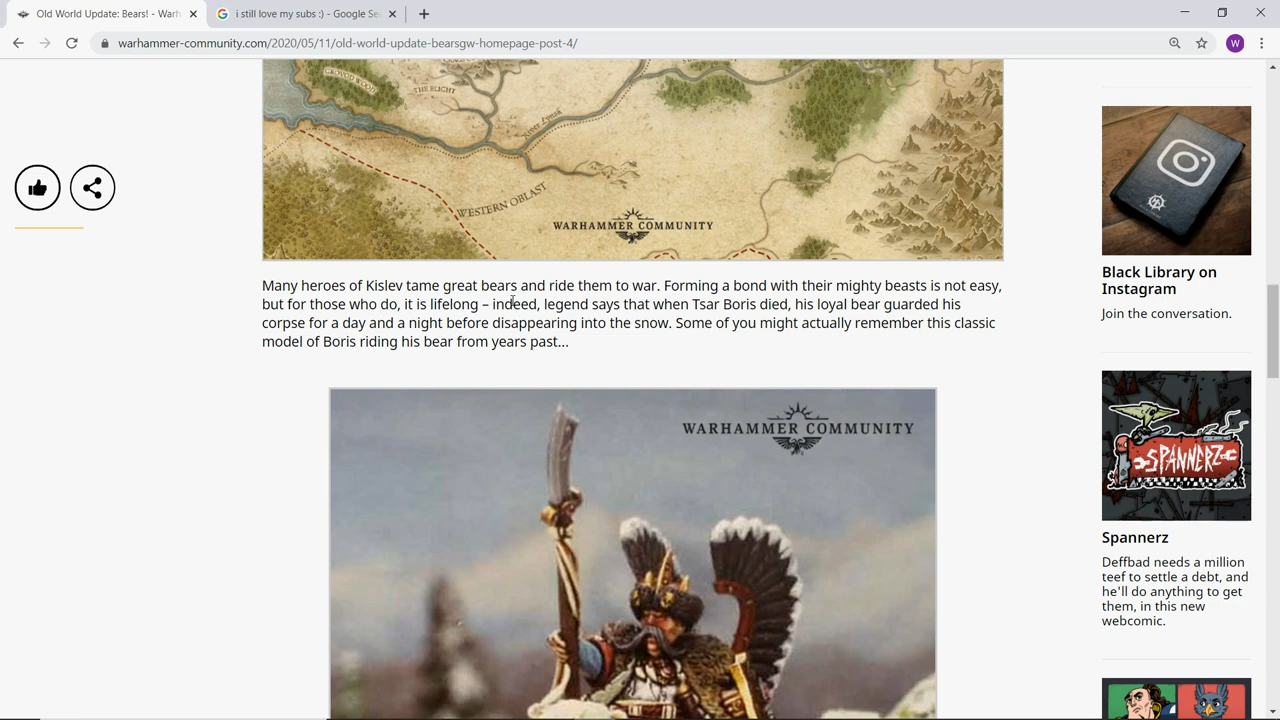 Old World Update: Bears! - Warh
i still love my subs :) - Google Se
warhammer-community.com/2020/05/11/old-world-update-bearsgw-homepage-post-4/
W
THE BLIGHT
WESTERN OBLAST
WARHAMMER COMMUNITY
Many heroes of Kislev tame great bears and ride them to war. Forming a bond with their mighty beasts is not easy,
but for those who do, it is lifelong – indeed, legend says that when Tsar Boris died, his loyal bear guarded his
corpse for a day and a night before disappearing into the snow. Some of you might actually remember this classic
model of Boris riding his bear from years past...
WARHAMMER COMMUNITY
Black Library on
Instagram
Join the conversation.
SPANNERZ
Spannerz
Deffbad needs a million
teef to settle a debt, and
he'll do anything to get
them, in this new
webcomic.